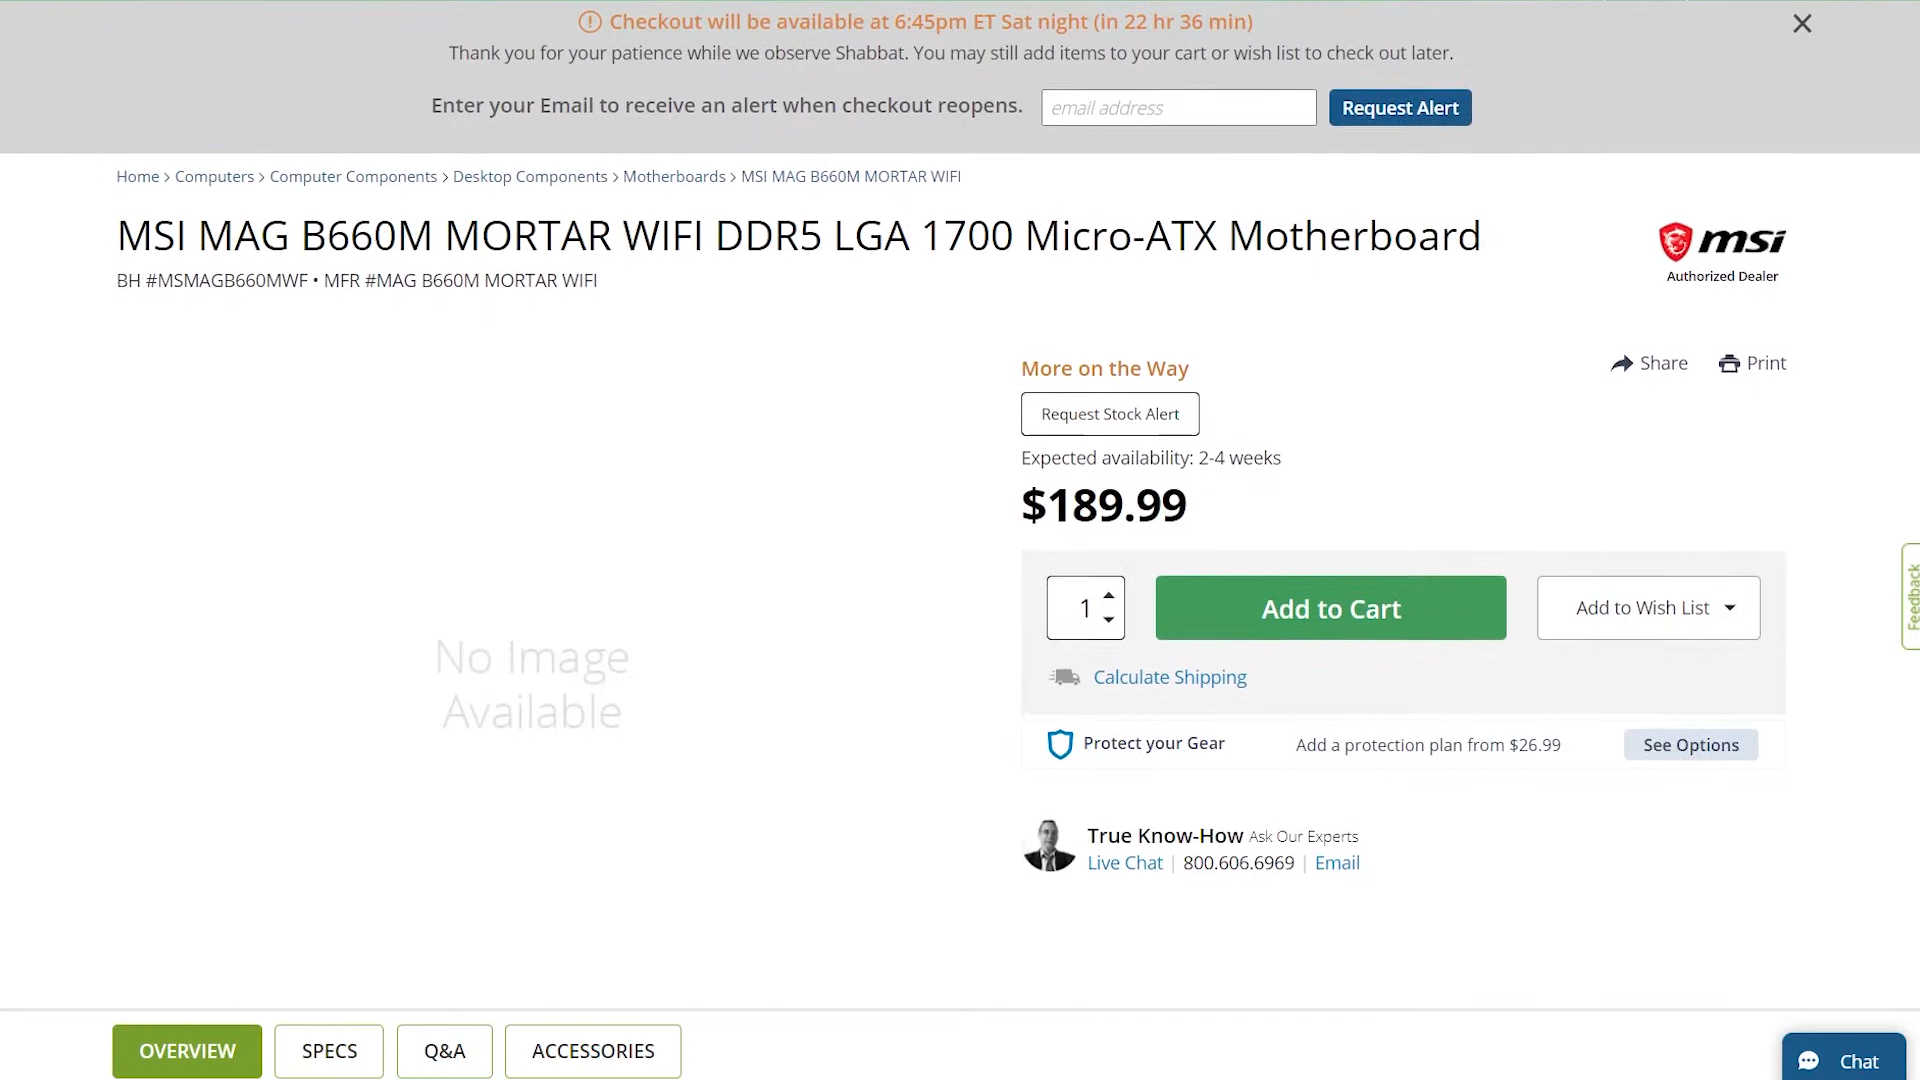 Checkout will be available at 6:45pm ET Sat night (in 22 hr 36 min)
Thank you for your patience while we observe Shabbat. You may still add items to your cart or wish list to check out later.
Enter your Email to receive an alert when checkout reopens. email address Request Alert
Home > Computers > Computer Components > Desktop Components > Motherboards > MSI MAG B660M MORTAR WIFI
MSI MAG B660M MORTAR WIFI DDR5 LGA 1700 Micro-ATX Motherboard
BH #MSMAGB660MWF • MFR #MAG B660M MORTAR WIFI
msi
Authorized Dealer
More on the Way
Share Print
Request Stock Alert
Expected availability: 2-4 weeks
$189.99
1 Add to Cart Add to Wish List
Calculate Shipping
Protect your Gear Add a protection plan from $26.99 See Options
Feedback
No Image
Available
True Know-How Ask Our Experts
Live Chat | 800.606.6969 | Email
OVERVIEW SPECS Q&A ACCESSORIES
Chat